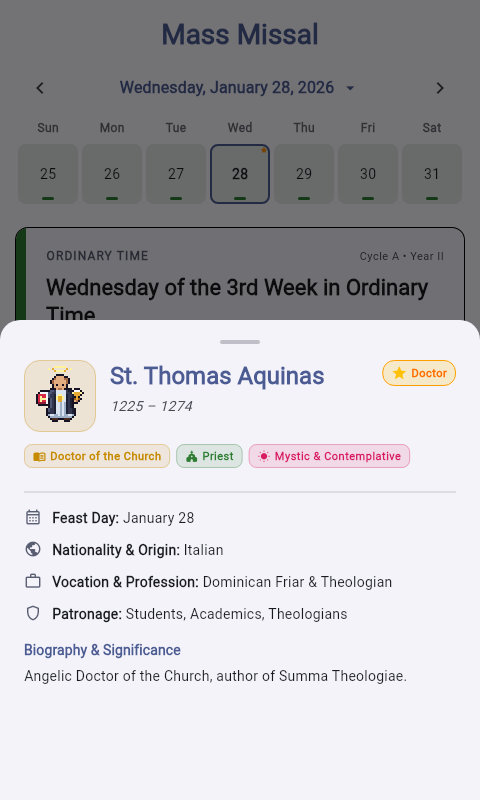 Mass Missal
Wednesday, January 28, 2026
Sun Mon Tue Wed Thu Fri Sat
25 26 27 28 29 30 31
ORDINARY TIME
Cycle A • Year II
Wednesday of the 3rd Week in Ordinary
Time
St. Thomas Aquinas
Doctor
1225 – 1274
Doctor of the Church
Priest
Mystic & Contemplative
Feast Day: January 28
Nationality & Origin: Italian
Vocation & Profession: Dominican Friar & Theologian
Patronage: Students, Academics, Theologians
Biography & Significance
Angelic Doctor of the Church, author of Summa Theologiae.